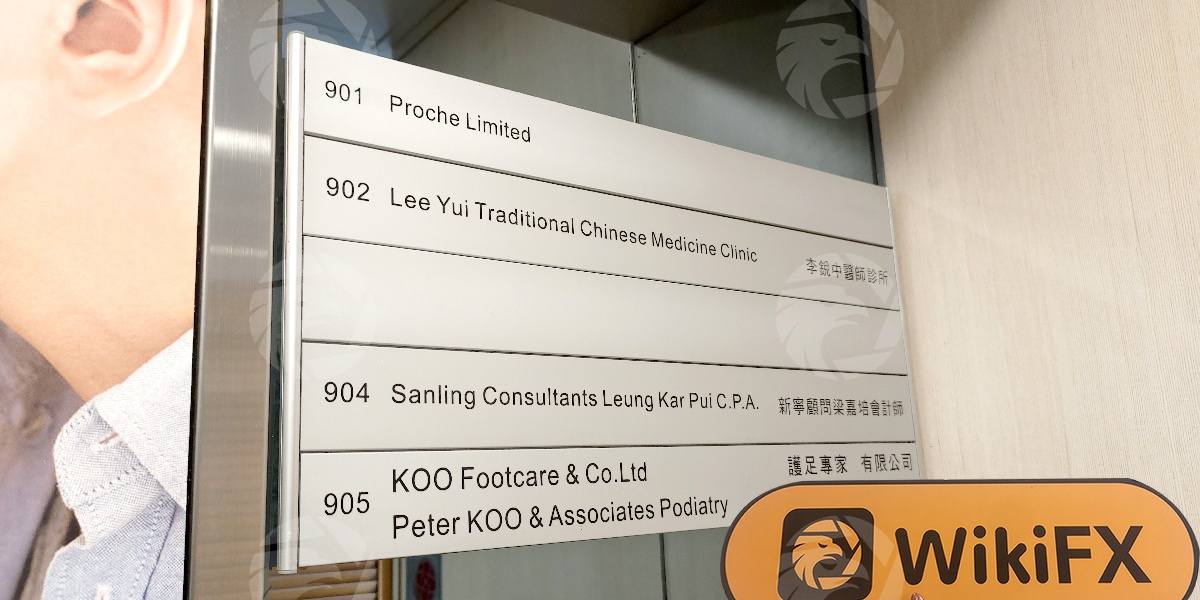 901 Proche Limited
902 Lee Yui Traditional Chinese Medicine Clinic 李銳中醫師診所
904 Sanling Consultants Leung Kar Pui C.P.A. 新寧顧問梁嘉培會計師
905 KOO Footcare & Co.Ltd 護足專家 有限公司
Peter KOO & Associates Podiatry
WikiFX